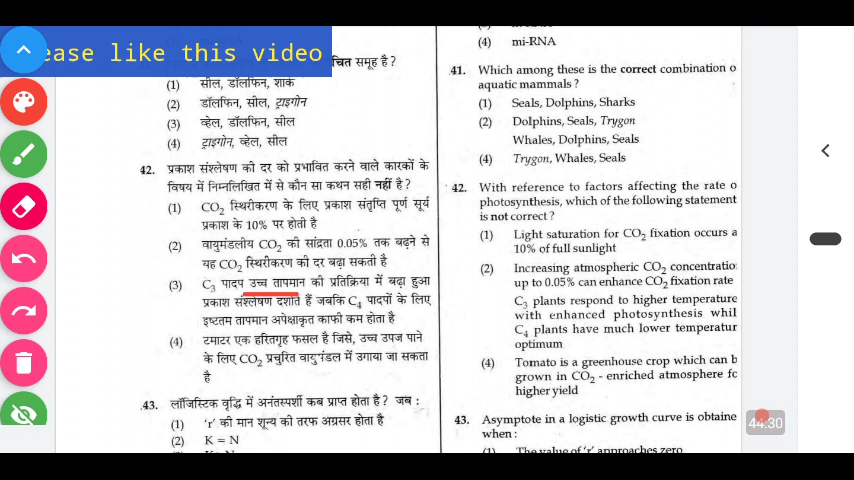 ease like this video
चित समूह है ?
(1) सील, डॉलफिन, शार्क
(2) डॉलफिन, सील, ट्राइगोन
(3) व्हेल, डॉलफिन, सील
(4) ट्राइगोन, व्हेल, सील
42. प्रकाश संश्लेषण की दर को प्रभावित करने वाले कारकों के
विषय में निम्नलिखित में से कौन सा कथन सही नहीं है ?
(1) CO2 स्थिरीकरण के लिए प्रकाश संतृप्ति पूर्ण सूर्य
प्रकाश के 10% पर होती है
(2) वायुमंडलीय CO2 की सांद्रता 0.05% तक बढ़ने से
यह CO2 स्थिरीकरण की दर बढ़ा सकती है
(3) C3 पादप उच्च तापमान की प्रतिक्रिया में बढ़ा हुआ
प्रकाश संश्लेषण दर्शाते हैं जबकि C4 पादपों के लिए
इष्टतम तापमान अपेक्षाकृत काफी कम होता है
(4) टमाटर एक हरितगृह फसल है जिसे, उच्च उपज पाने
के लिए CO2 प्रचुरित वायुमंडल में उगाया जा सकता
है
43. लॉजिस्टिक वृद्धि में अनंतस्पर्शी कब प्राप्त होता है ? जब :
(1) 'r' की मान शून्य की तरफ अग्रसर होता है
(2) K = N
(4) mi-RNA
41. Which among these is the correct combination o
aquatic mammals ?
(1) Seals, Dolphins, Sharks
(2) Dolphins, Seals, Trygon
Whales, Dolphins, Seals
(4) Trygon, Whales, Seals
42. With reference to factors affecting the rate o
photosynthesis, which of the following statement
is not correct ?
(1) Light saturation for CO2 fixation occurs a
10% of full sunlight
(2) Increasing atmospheric CO2 concentratio
up to 0.05% can enhance CO2 fixation rate
C3 plants respond to higher temperature
with enhanced photosynthesis whil
C4 plants have much lower temperatur
optimum
(4) Tomato is a greenhouse crop which can b
grown in CO2 - enriched atmosphere fo
higher yield
43. Asymptote in a logistic growth curve is obtaine
when :
(1) The value of 'r' approaches zero
44:30